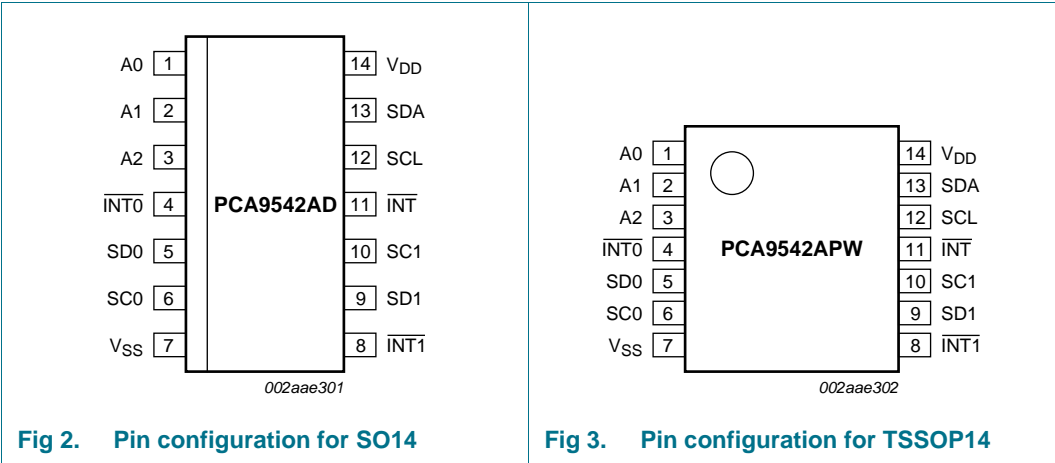 A0 1 14 VDD
A1 2 13 SDA
A2 3 12 SCL
INT0 4 PCA9542AD 11 INT
SD0 5 10 SC1
SC0 6 9 SD1
VSS 7 8 INT1
002aae301
Fig 2. Pin configuration for SO14
A0 1 14 VDD
A1 2 13 SDA
A2 3 12 SCL
INT0 4 PCA9542APW 11 INT
SD0 5 10 SC1
SC0 6 9 SD1
VSS 7 8 INT1
002aae302
Fig 3. Pin configuration for TSSOP14